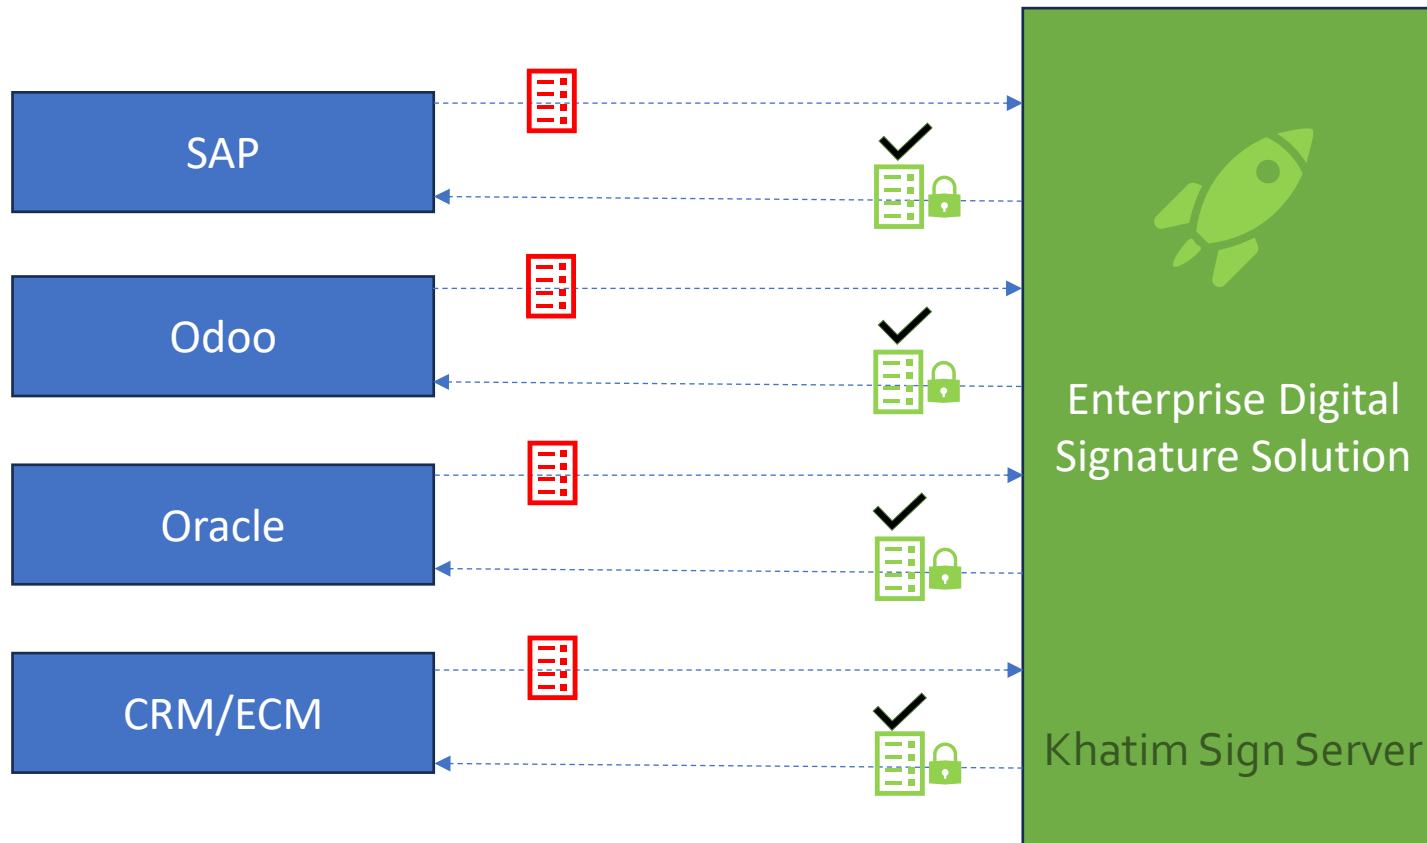 SAP
Odoo
Oracle
CRM/ECM
Enterprise Digital
Signature Solution
Khatim Sign Server